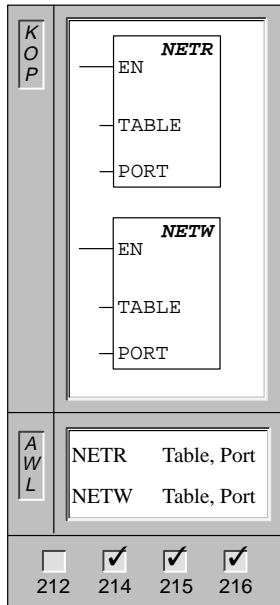 K
O
P
NETR
EN
TABLE
PORT
NETW
EN
TABLE
PORT
A
W
L
NETR Table, Port
NETW Table, Port
212 214 215 216